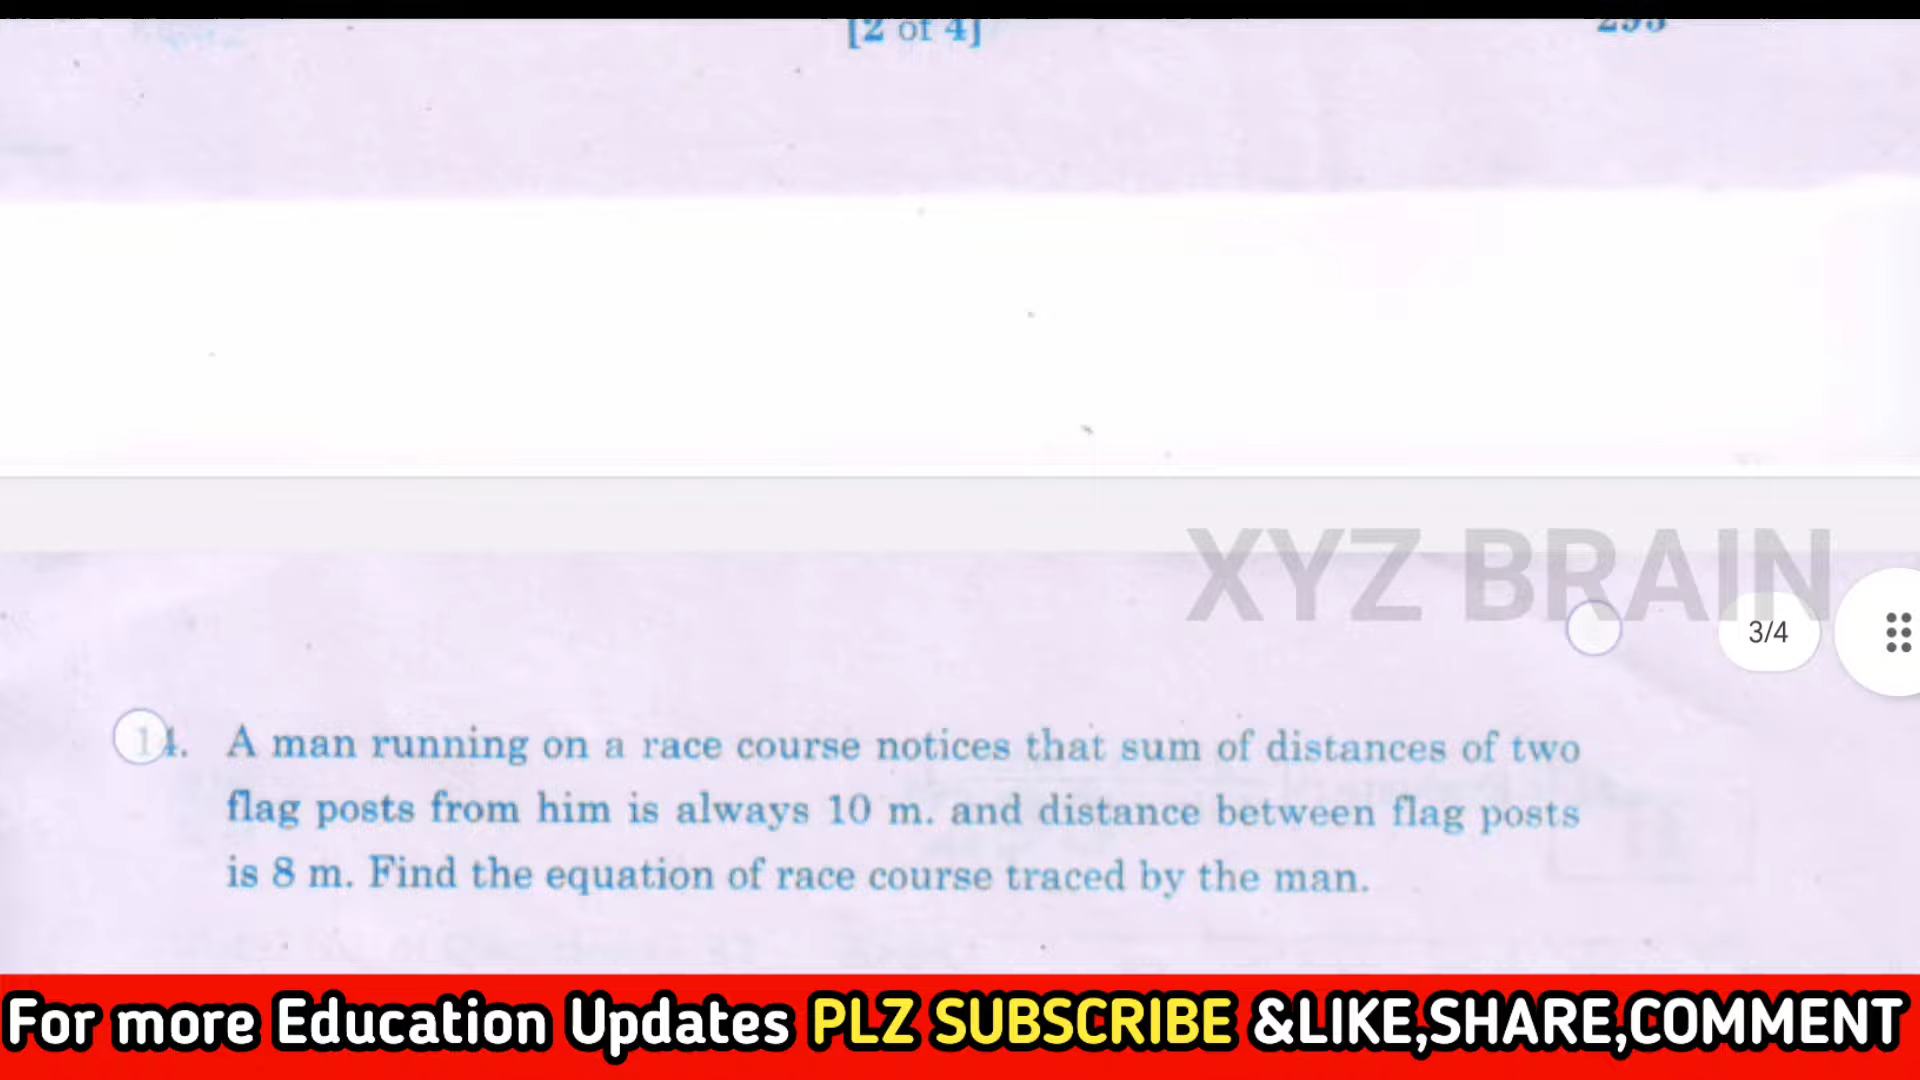 [2 of 4]
XYZ BRAIN
3/4
14. A man running on a race course notices that sum of distances of two
flag posts from him is always 10 m. and distance between flag posts
is 8 m. Find the equation of race course traced by the man.
For more Education Updates PLZ SUBSCRIBE &LIKE,SHARE,COMMENT